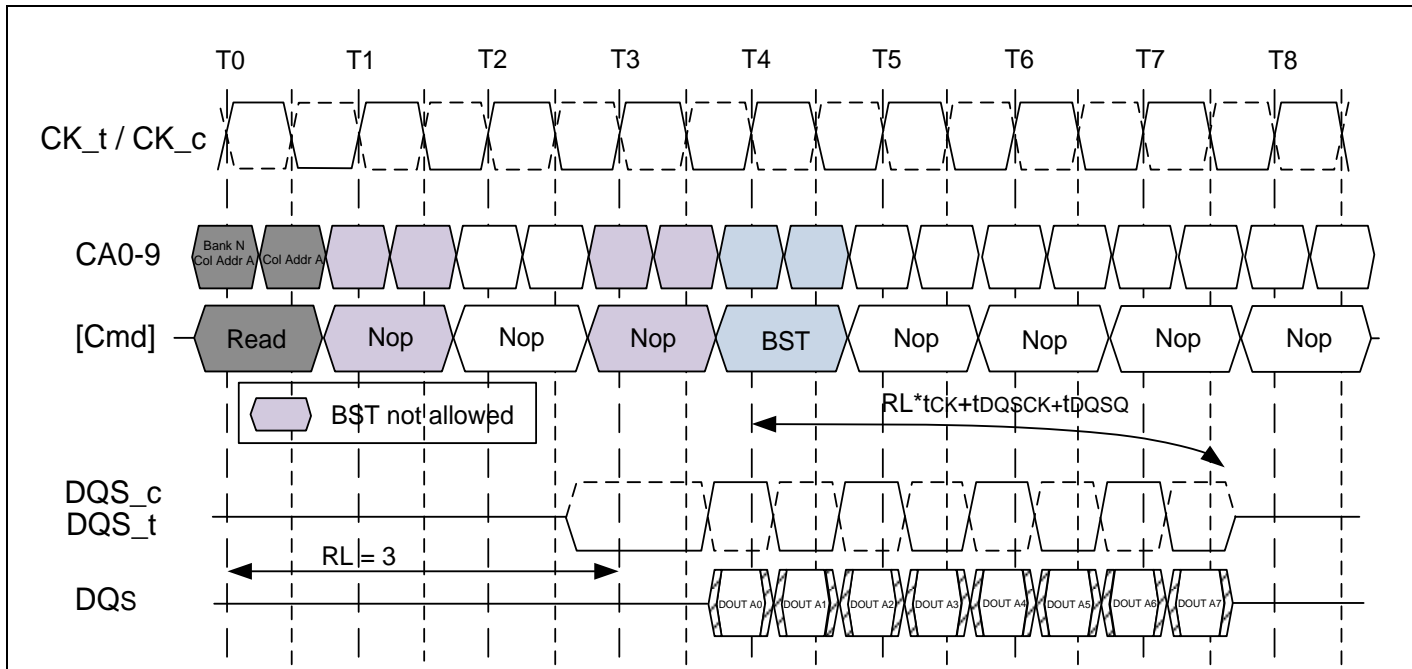 T0 T1 T2 T3 T4 T5 T6 T7 T8
CK_t / CK_c
Bank N
Col Addr A
Col Addr A
CA0-9
[Cmd] Read Nop Nop Nop BST Nop Nop Nop Nop
BST not allowed
RL*tCK+tDQSCK+tDQSQ
DQS_c
DQS_t
RL = 3
DQs DOUT A0 DOUT A1 DOUT A2 DOUT A3 DOUT A4 DOUT A5 DOUT A6 DOUT A7